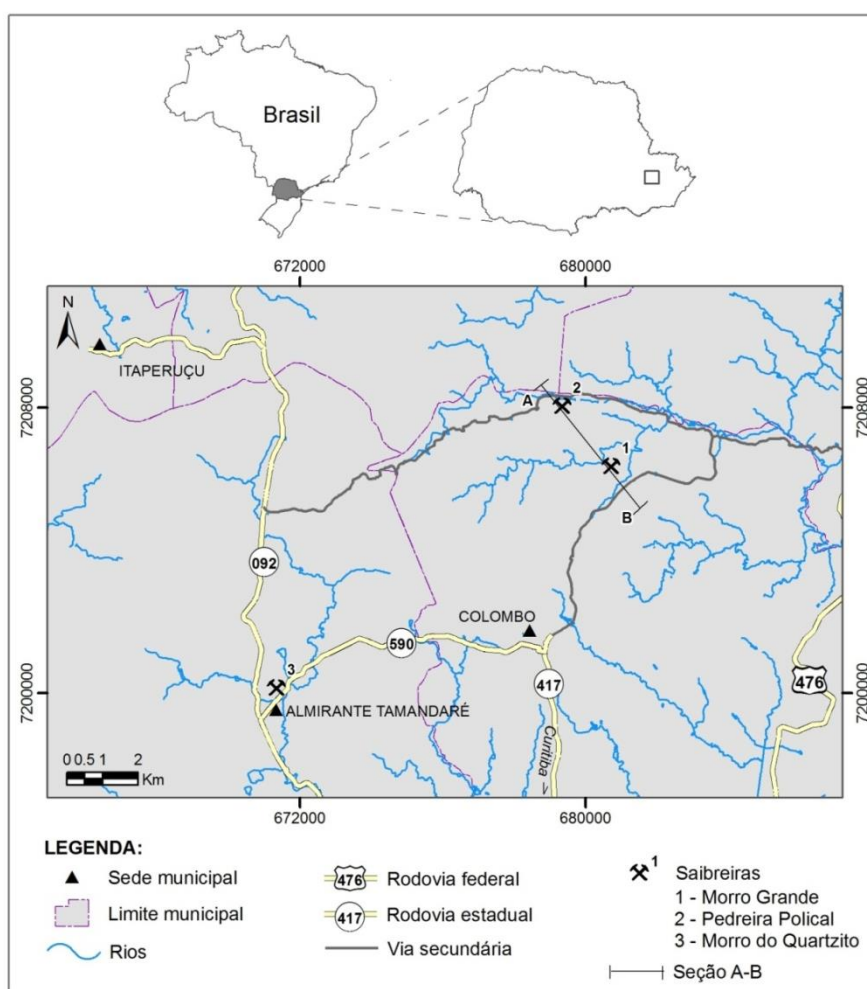 Brasil
672000 680000
N
ITAPERUÇU
7208000 7208000
A
2
1
B
092
COLOMBO
590
3
417
476
7200000 7200000
ALMIRANTE TAMANDARÉ
Curitiba >
0 0.5 1 2
Km
672000 680000
LEGENDA:
Sede municipal
Limite municipal
Rios
476 Rodovia federal
417 Rodovia estadual
Via secundária
1 Saibreiras
1 - Morro Grande
2 - Pedreira Polical
3 - Morro do Quartzito
Seção A-B